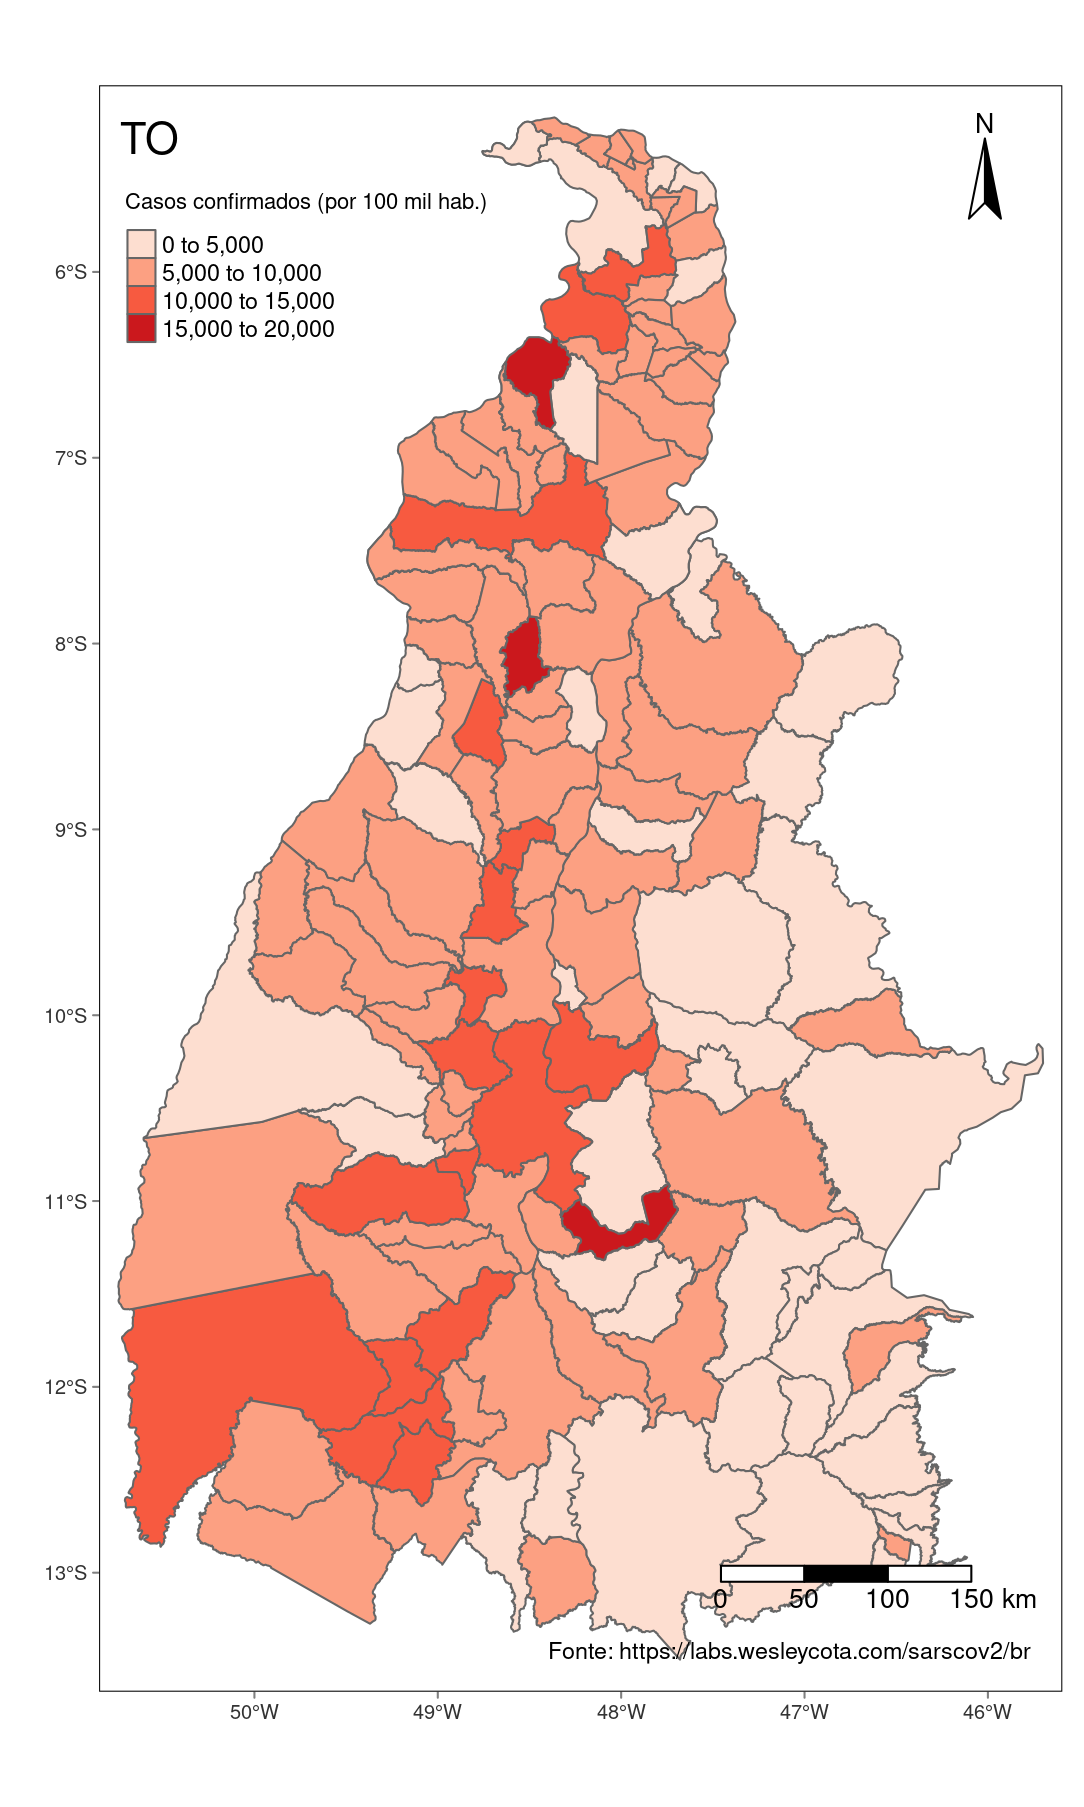 TO
N
Casos confirmados (por 100 mil hab.)
0 to 5,000
5,000 to 10,000
10,000 to 15,000
15,000 to 20,000
6°S
7°S
8°S
9°S
10°S
11°S
12°S
13°S
0 50 100 150 km
Fonte: https://labs.wesleycota.com/sarscov2/br
50°W 49°W 48°W 47°W 46°W